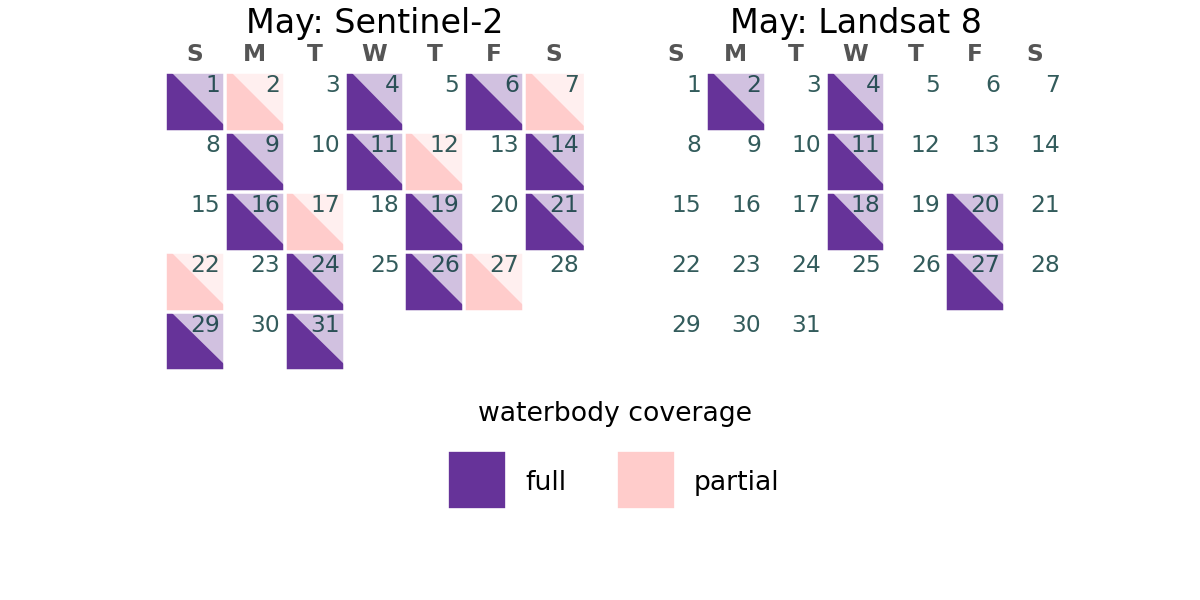 May: Sentinel-2
S M T W T F S
1 2 3 4 5 6 7
8 9 10 11 12 13 14
15 16 17 18 19 20 21
22 23 24 25 26 27 28
29 30 31
May: Landsat 8
S M T W T F S
1 2 3 4 5 6 7
8 9 10 11 12 13 14
15 16 17 18 19 20 21
22 23 24 25 26 27 28
29 30 31
waterbody coverage
full
partial